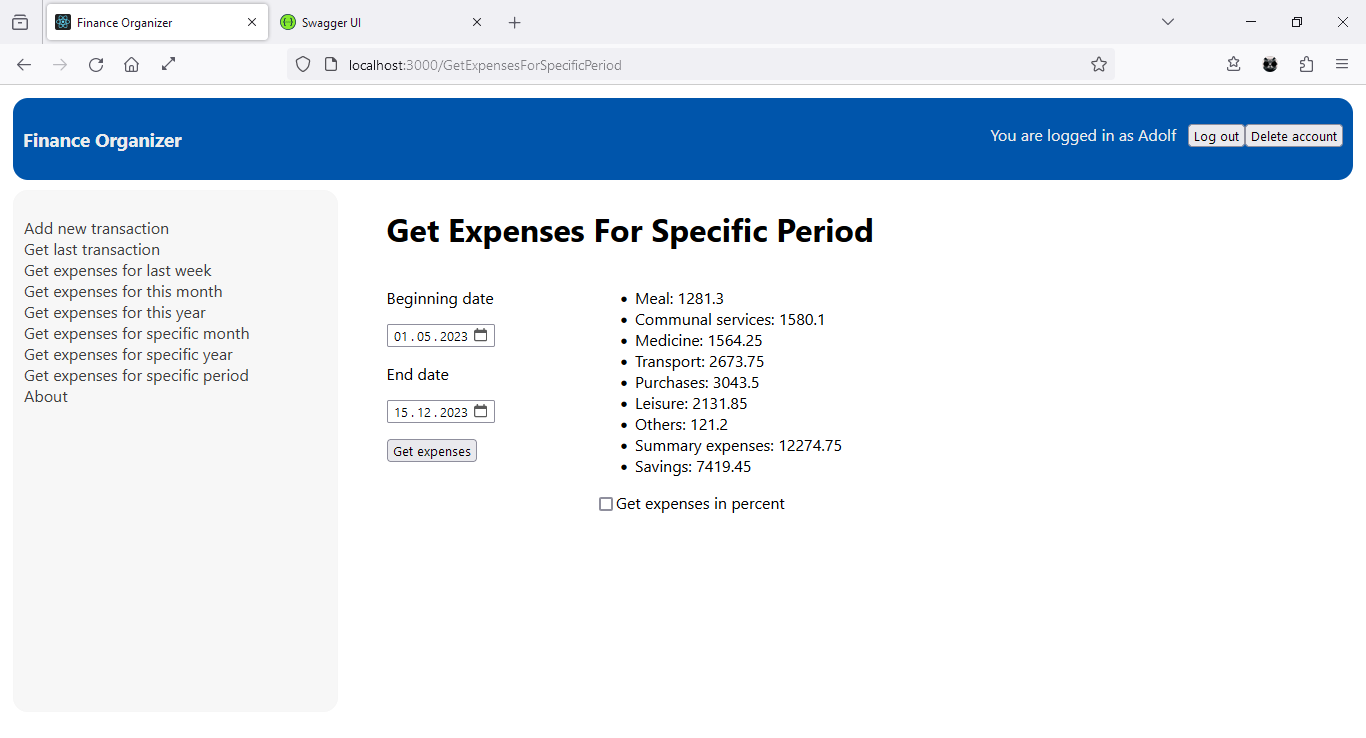 Finance Organizer
Swagger UI
localhost:3000/GetExpensesForSpecificPeriod
Finance Organizer
You are logged in as Adolf
Log out
Delete account
Add new transaction
Get last transaction
Get expenses for last week
Get expenses for this month
Get expenses for this year
Get expenses for specific month
Get expenses for specific year
Get expenses for specific period
About
Get Expenses For Specific Period
Beginning date
01.05.2023
End date
15.12.2023
Get expenses
Meal: 1281.3
Communal services: 1580.1
Medicine: 1564.25
Transport: 2673.75
Purchases: 3043.5
Leisure: 2131.85
Others: 121.2
Summary expenses: 12274.75
Savings: 7419.45
Get expenses in percent